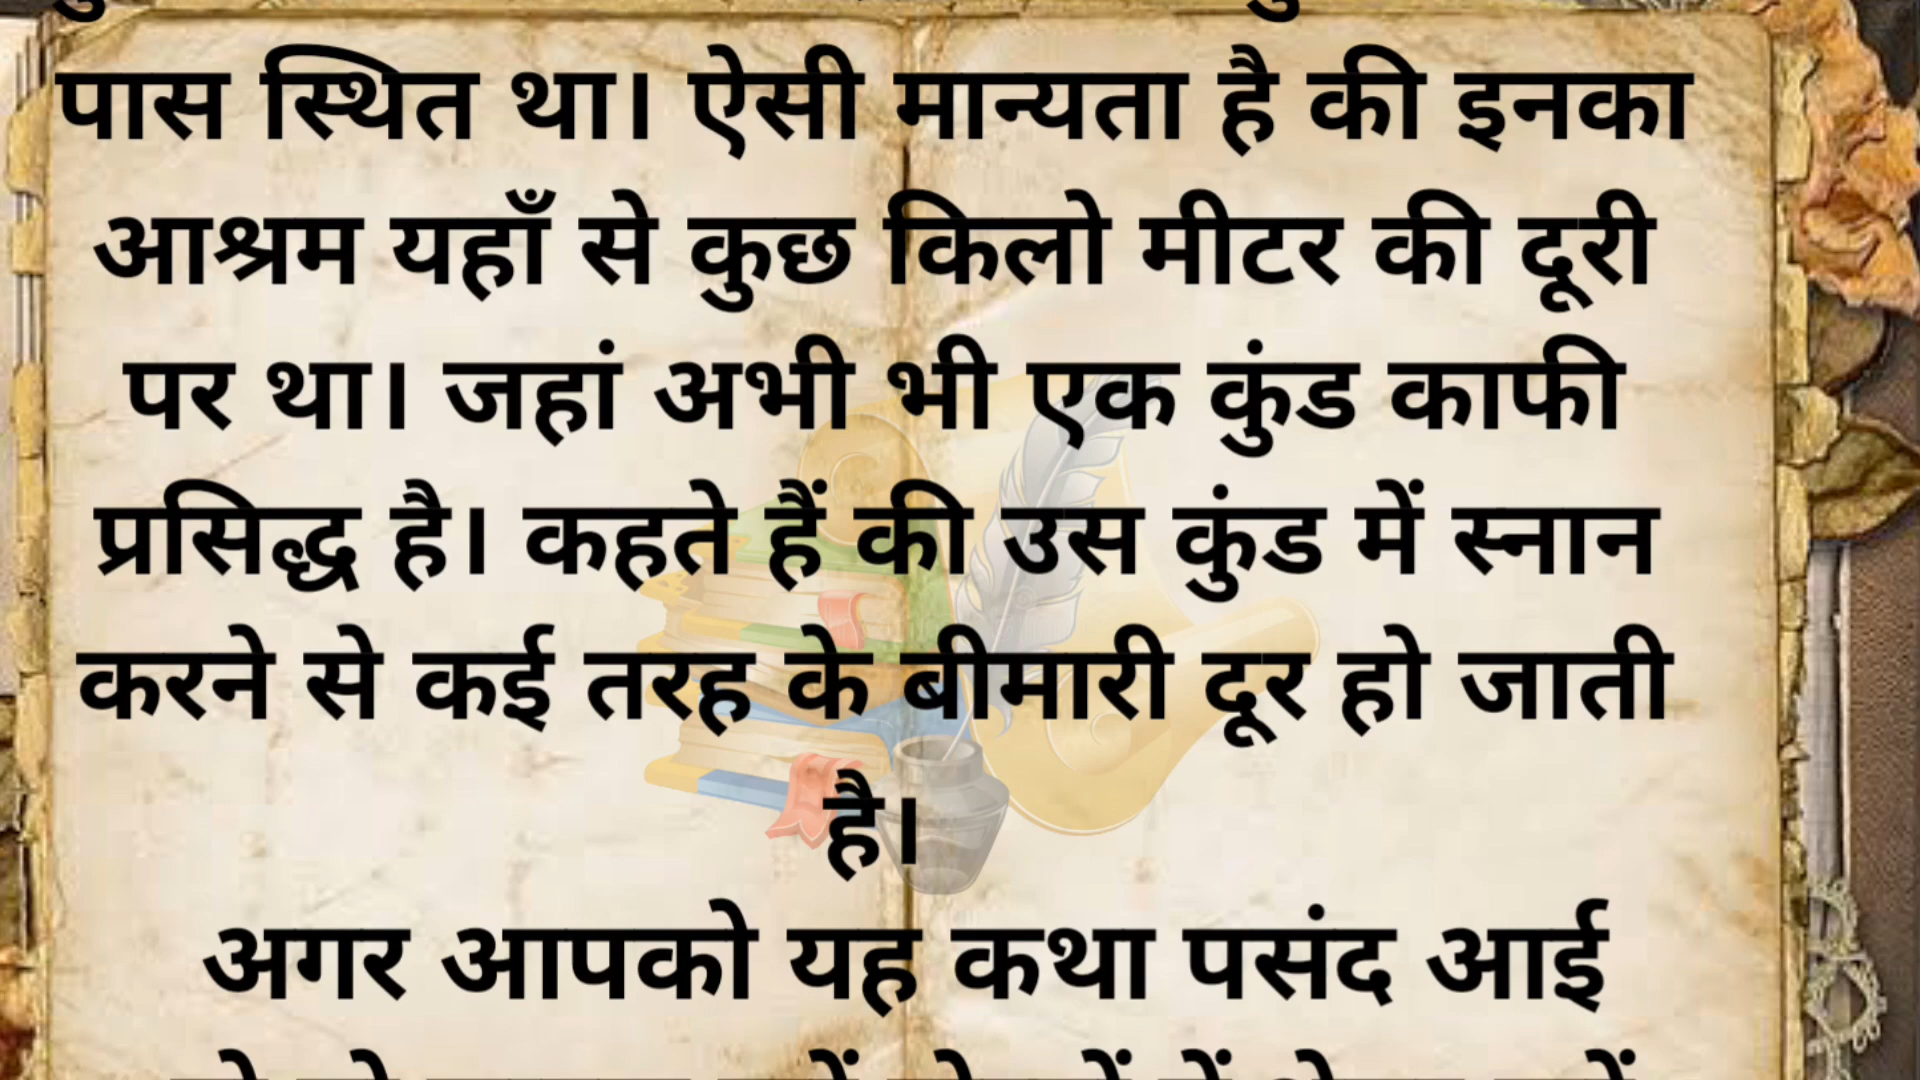 पास स्थित था। ऐसी मान्यता है की इनका
आश्रम यहाँ से कुछ किलो मीटर की दूरी
पर था। जहां अभी भी एक कुंड काफी
प्रसिद्ध है। कहते हैं की उस कुंड में स्नान
करने से कई तरह के बीमारी दूर हो जाती
है।
अगर आपको यह कथा पसंद आई